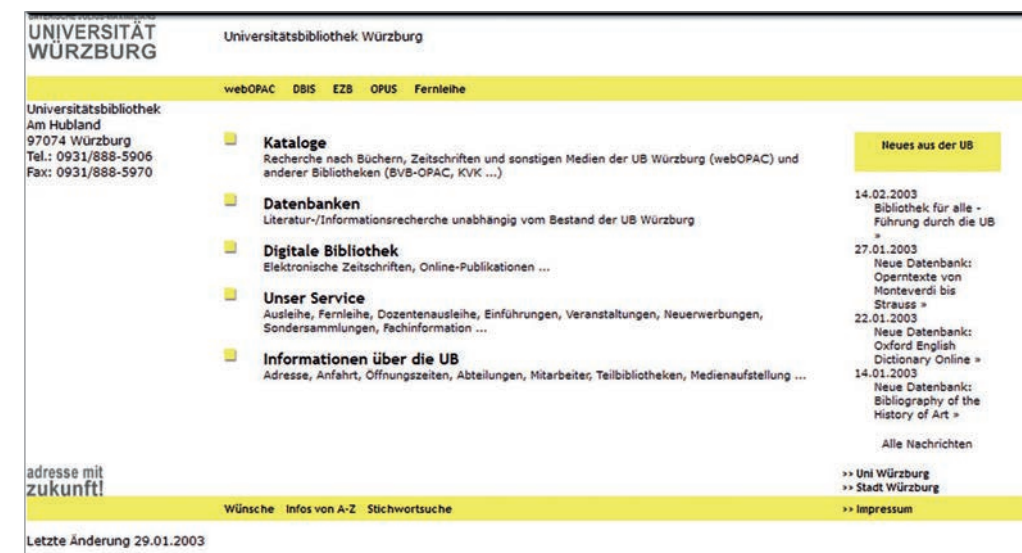 UNIVERSITÄT
WÜRZBURG
Universitätsbibliothek Würzburg
webOPAC DBIS EZB OPUS Fernleihe
Universitätsbibliothek
Am Hubland
97074 Würzburg
Tel.: 0931/888-5906
Fax: 0931/888-5970
Kataloge
Recherche nach Büchern, Zeitschriften und sonstigen Medien der UB Würzburg (webOPAC) und
anderer Bibliotheken (BVB-OPAC, KVK ...)
Datenbanken
Literatur-/Informationsrecherche unabhängig vom Bestand der UB Würzburg
Digitale Bibliothek
Elektronische Zeitschriften, Online-Publikationen ...
Unser Service
Ausleihe, Fernleihe, Dozentenausleihe, Einführungen, Veranstaltungen, Neuerwerbungen,
Sondersammlungen, Fachinformation ...
Informationen über die UB
Adresse, Anfahrt, Öffnungszeiten, Abteilungen, Mitarbeiter, Teilbibliotheken, Medienaufstellung ...
Neues aus der UB
14.02.2003
Bibliothek für alle -
Führung durch die UB
»
27.01.2003
Neue Datenbank:
Operntexte von
Monteverdi bis
Strauss »
22.01.2003
Neue Datenbank:
Oxford English
Dictionary Online »
14.01.2003
Neue Datenbank:
Bibliography of the
History of Art »
Alle Nachrichten
adresse mit
zukunft!
>> Uni Würzburg
>> Stadt Würzburg
Wünsche Infos von A-Z Stichwortsuche
>> Impressum
Letzte Änderung 29.01.2003